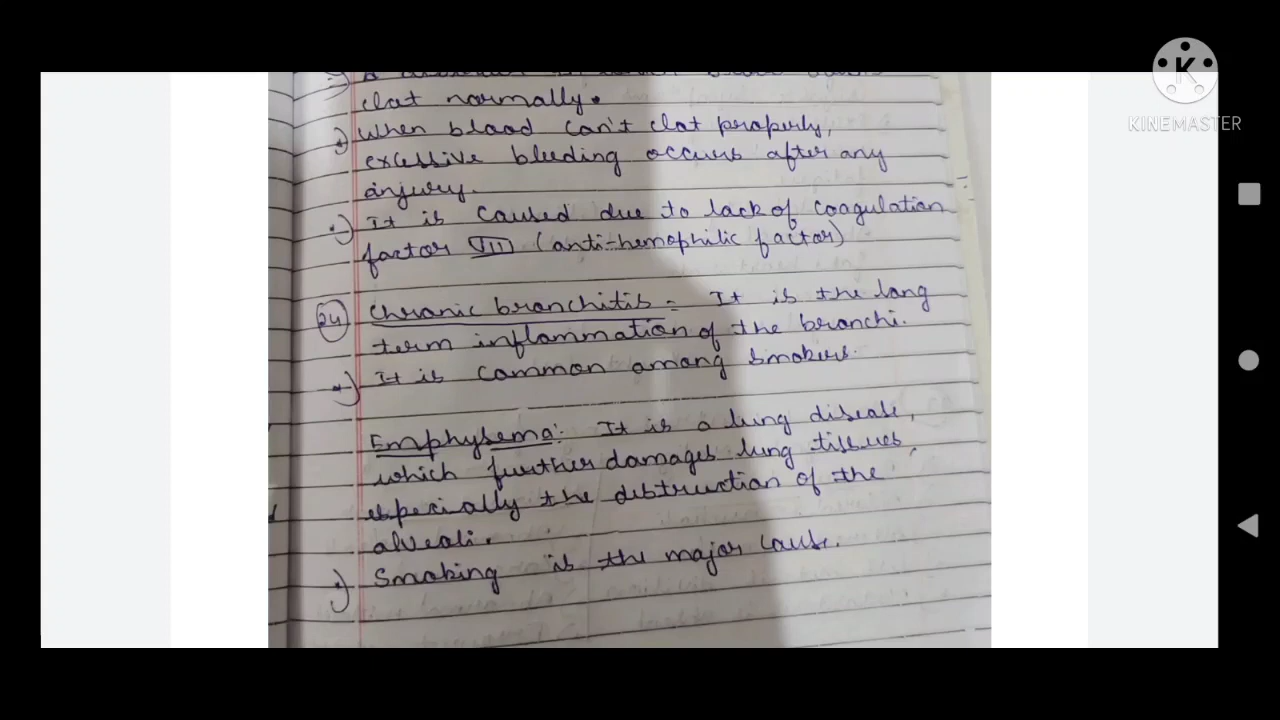 clot normally.
*) When blood can't clot properly,
excessive bleeding occurs after any
injury.
•) It is caused due to lack of coagulation
factor VIII (anti-hemophilic factor)
24 Chronic bronchitis - It is the long
term inflammation of the bronchi.
*) It is common among smokers.
Emphysema: It is a lung disease,
which further damages lung tissues,
especially the destruction of the
alveoli.
•) Smoking is the major cause.
KINEMASTER